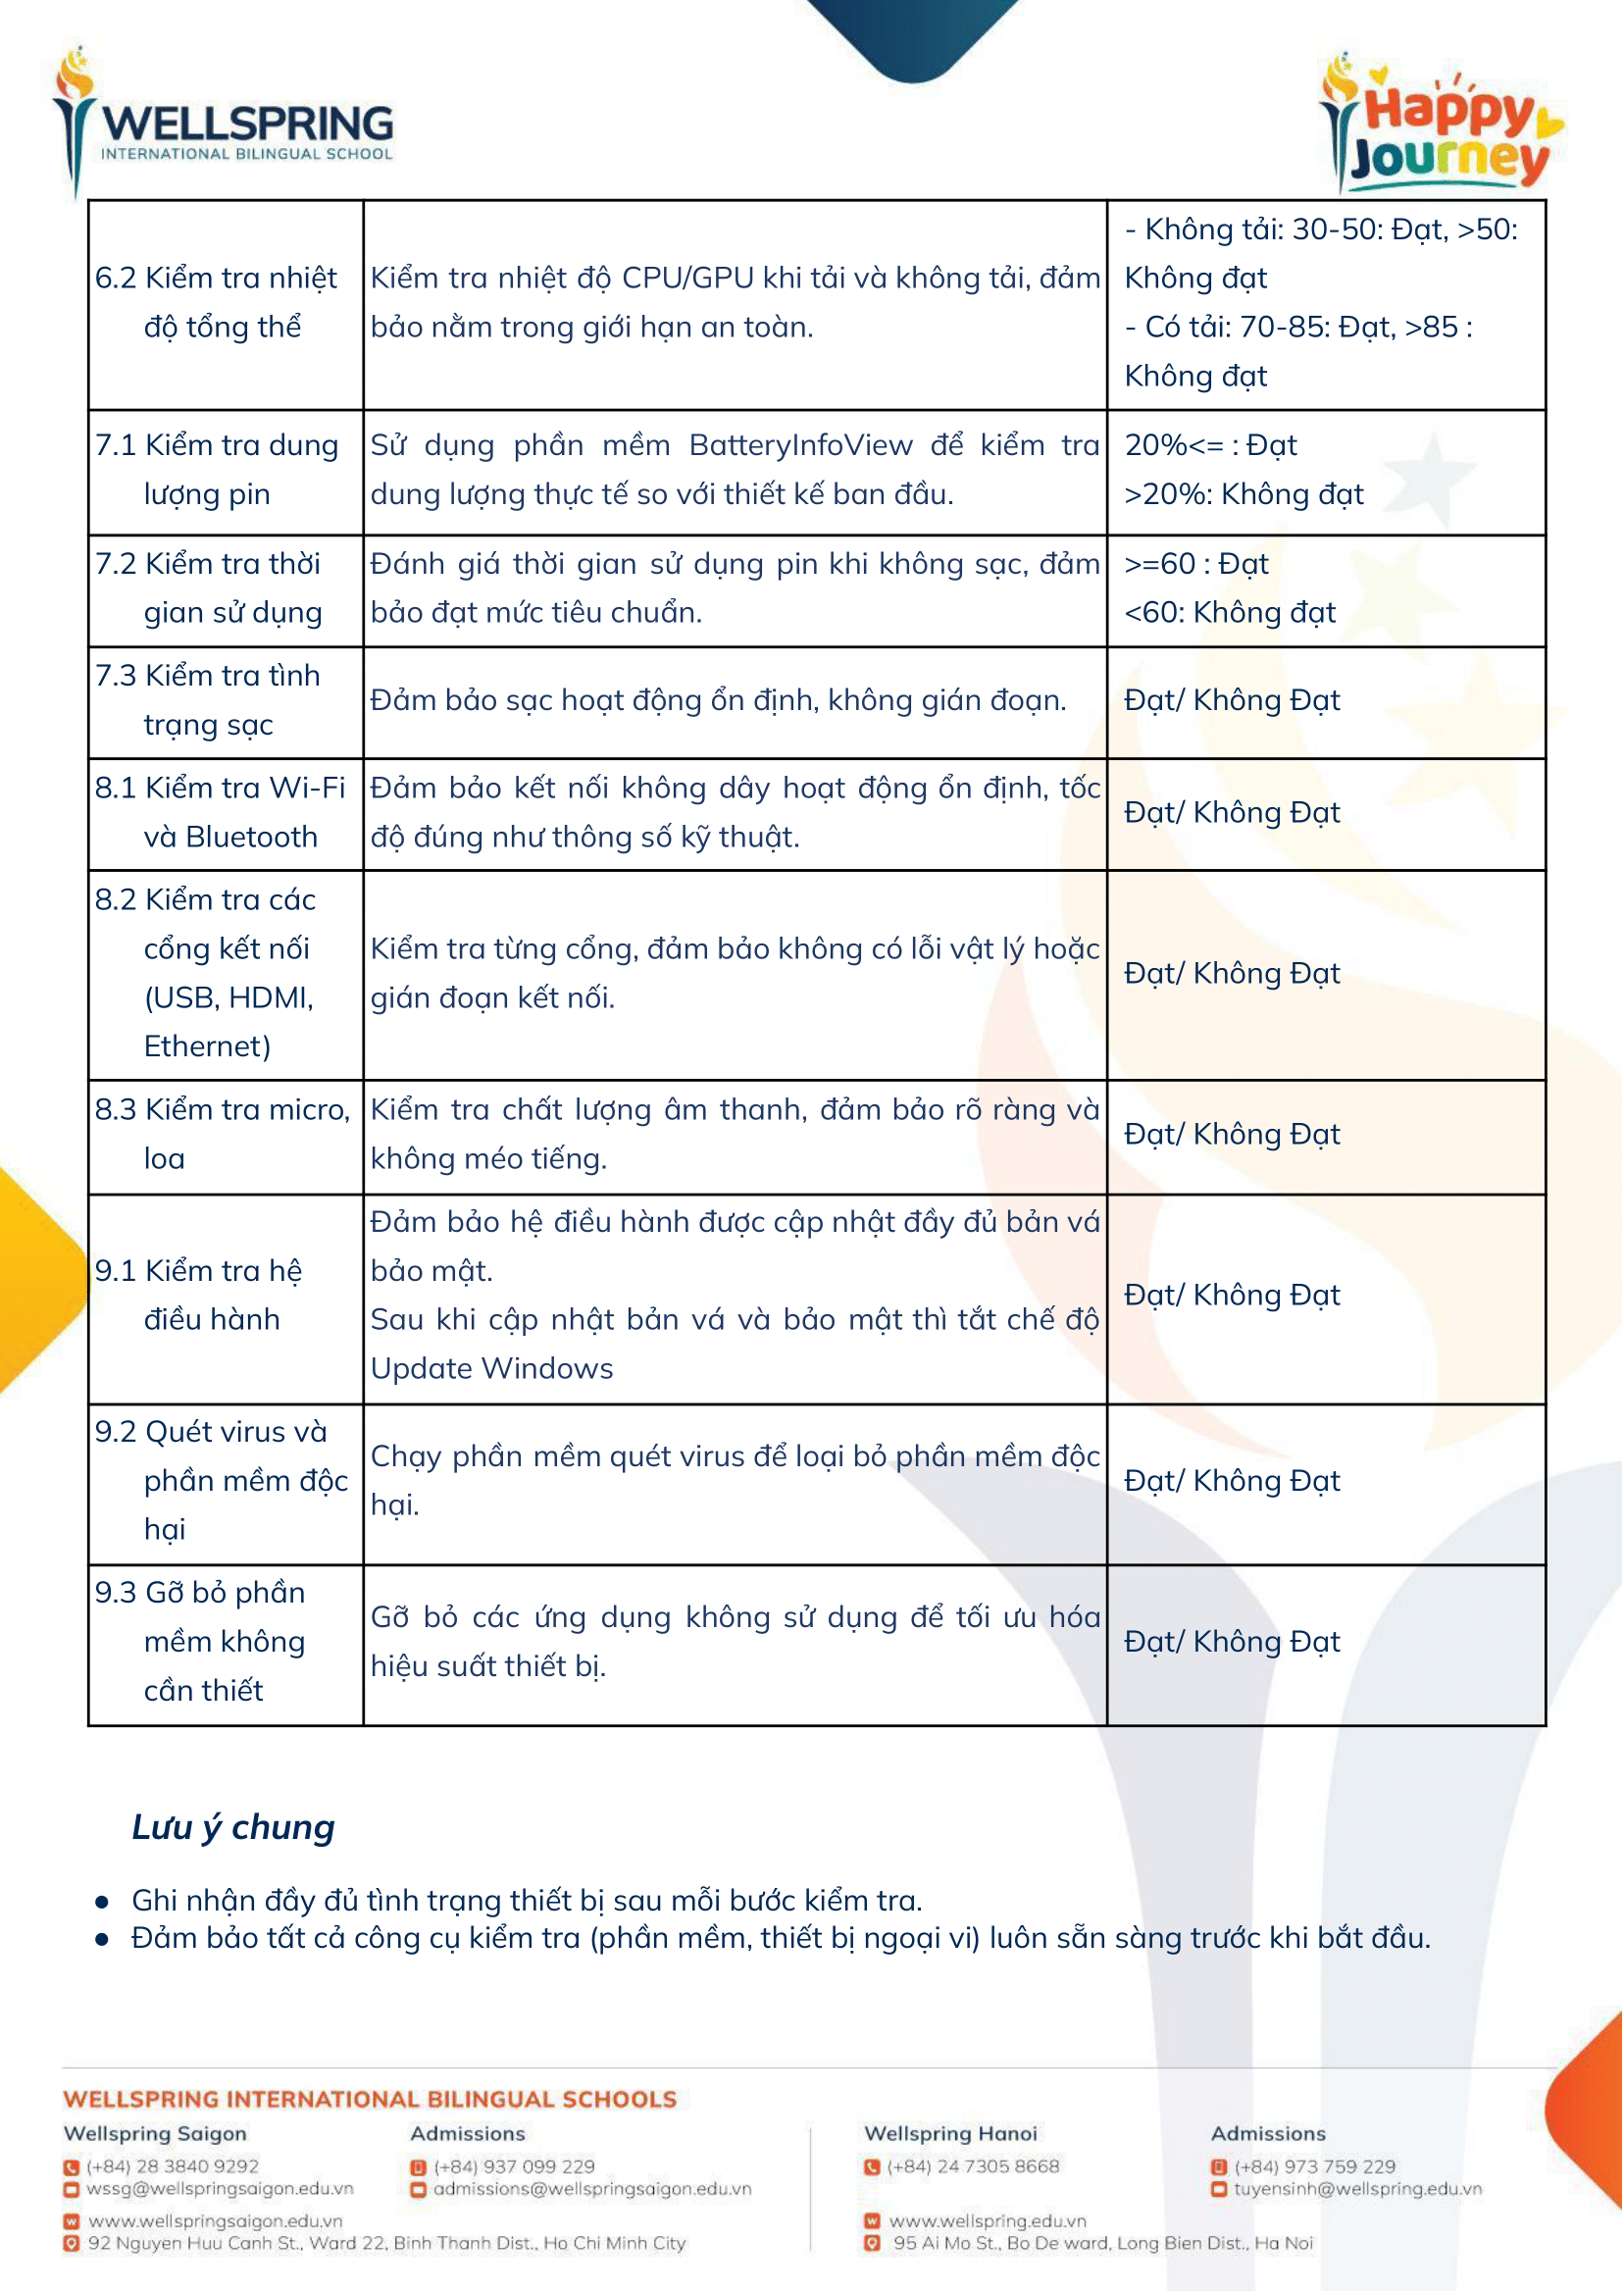 WELLSPRING
INTERNATIONAL BILINGUAL SCHOOL
Happy
Journey
6.2 Kiểm tra nhiệt
độ tổng thể
Kiểm tra nhiệt độ CPU/GPU khi tải và không tải, đảm
bảo nằm trong giới hạn an toàn.
- Không tải: 30-50: Đạt, >50:
Không đạt
- Có tải: 70-85: Đạt, >85 :
Không đạt
7.1 Kiểm tra dung
lượng pin
Sử dụng phần mềm BatteryInfoView để kiểm tra
dung lượng thực tế so với thiết kế ban đầu.
20%<= : Đạt
>20%: Không đạt
7.2 Kiểm tra thời
gian sử dụng
Đánh giá thời gian sử dụng pin khi không sạc, đảm
bảo đạt mức tiêu chuẩn.
>=60 : Đạt
<60: Không đạt
7.3 Kiểm tra tình
trạng sạc
Đảm bảo sạc hoạt động ổn định, không gián đoạn.
Đạt/ Không Đạt
8.1 Kiểm tra Wi-Fi
và Bluetooth
Đảm bảo kết nối không dây hoạt động ổn định, tốc
độ đúng như thông số kỹ thuật.
Đạt/ Không Đạt
8.2 Kiểm tra các
cổng kết nối
(USB, HDMI,
Ethernet)
Kiểm tra từng cổng, đảm bảo không có lỗi vật lý hoặc
gián đoạn kết nối.
Đạt/ Không Đạt
8.3 Kiểm tra micro,
loa
Kiểm tra chất lượng âm thanh, đảm bảo rõ ràng và
không méo tiếng.
Đạt/ Không Đạt
9.1 Kiểm tra hệ
điều hành
Đảm bảo hệ điều hành được cập nhật đầy đủ bản vá
bảo mật.
Sau khi cập nhật bản vá và bảo mật thì tắt chế độ
Update Windows
Đạt/ Không Đạt
9.2 Quét virus và
phần mềm độc
hại
Chạy phần mềm quét virus để loại bỏ phần mềm độc
hại.
Đạt/ Không Đạt
9.3 Gỡ bỏ phần
mềm không
cần thiết
Gỡ bỏ các ứng dụng không sử dụng để tối ưu hóa
hiệu suất thiết bị.
Đạt/ Không Đạt
Lưu ý chung
● Ghi nhận đầy đủ tình trạng thiết bị sau mỗi bước kiểm tra.
● Đảm bảo tất cả công cụ kiểm tra (phần mềm, thiết bị ngoại vi) luôn sẵn sàng trước khi bắt đầu.
WELLSPRING INTERNATIONAL BILINGUAL SCHOOLS
Wellspring Saigon
(+84) 28 3840 9292
wssg@wellspringsaigon.edu.vn
www.wellspringsaigon.edu.vn
92 Nguyen Huu Canh St., Ward 22, Binh Thanh Dist., Ho Chi Minh City
Admissions
(+84) 937 099 229
admissions@wellspringsaigon.edu.vn
Wellspring Hanoi
(+84) 24 7305 8668
www.wellspring.edu.vn
95 Ai Mo St., Bo De ward, Long Bien Dist., Ha Noi
Admissions
(+84) 973 759 229
tuyensinh@wellspring.edu.vn